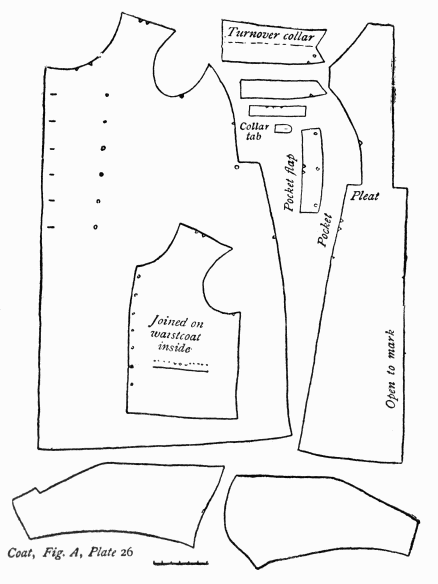 Turnover collar
Collar
tab
Pocket flap
Pocket
Pleat
Open to mark
Joined on
waistcoat
inside
Coat, Fig. A, Plate 26